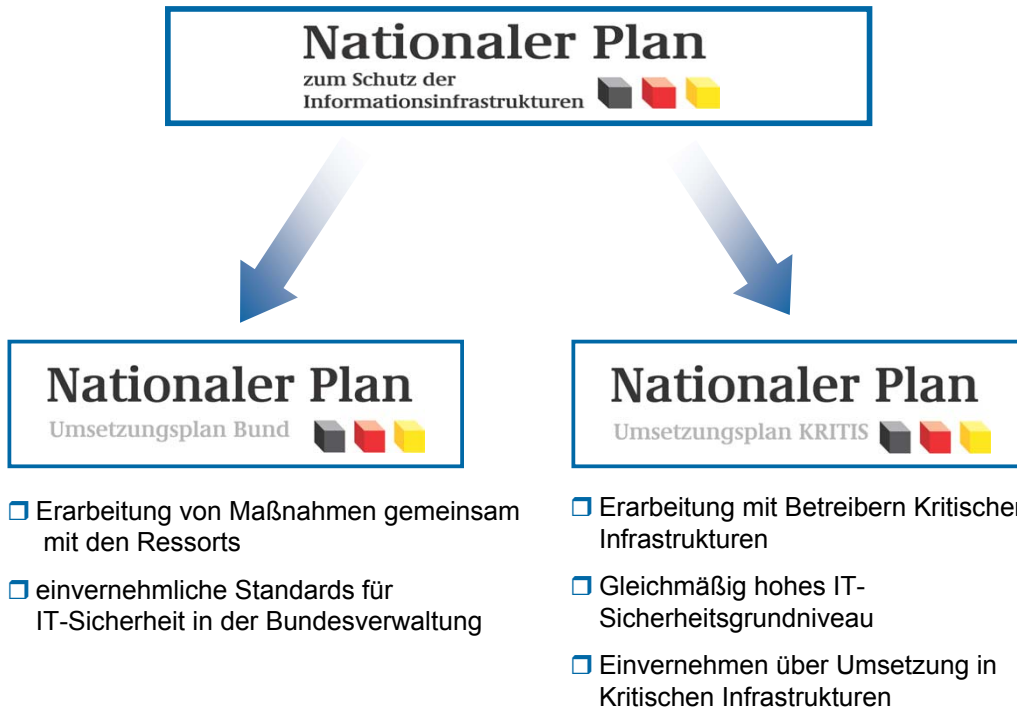 Nationaler Plan
zum Schutz der
Informationsinfrastrukturen
Nationaler Plan
Umsetzungsplan Bund
Erarbeitung von Maßnahmen gemeinsam
mit den Ressorts
einvernehmliche Standards für
IT-Sicherheit in der Bundesverwaltung
Nationaler Plan
Umsetzungsplan KRITIS
Erarbeitung mit Betreibern Kritischer
Infrastrukturen
Gleichmäßig hohes IT-
Sicherheitsgrundniveau
Einvernehmen über Umsetzung in
Kritischen Infrastrukturen